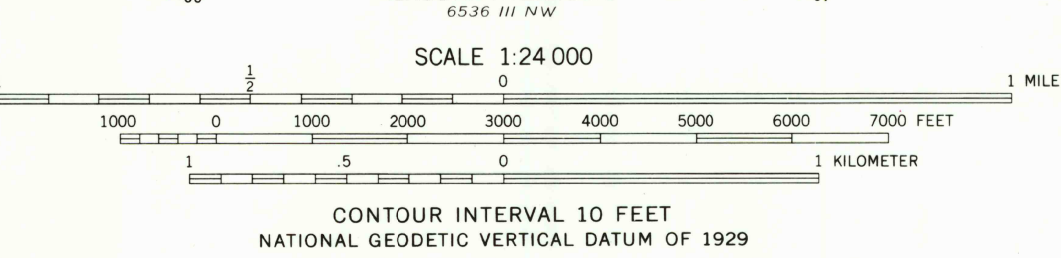 6536 III NW
SCALE 1:24 000
1/2 0 1 MILE
1000 0 1000 2000 3000 4000 5000 6000 7000 FEET
1 .5 0 1 KILOMETER
CONTOUR INTERVAL 10 FEET
NATIONAL GEODETIC VERTICAL DATUM OF 1929